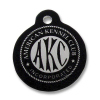 AMERICAN KENNEL CLUB
AKC
INCORPORATED